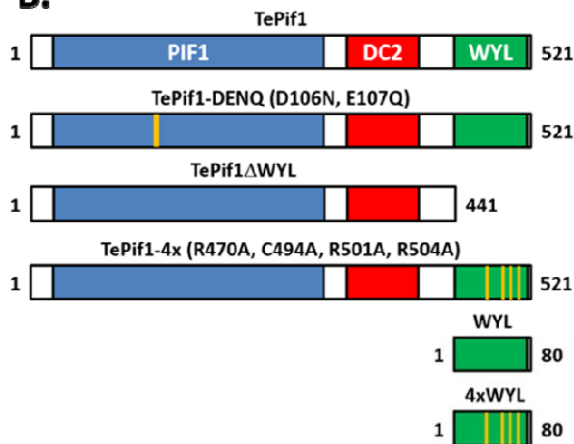 B.
TePif1
1 PIF1 DC2 WYL 521
TePif1-DENQ (D106N, E107Q)
1 521
TePif1ΔWYL
1 441
TePif1-4x (R470A, C494A, R501A, R504A)
1 521
WYL
1 80
4xWYL
1 80